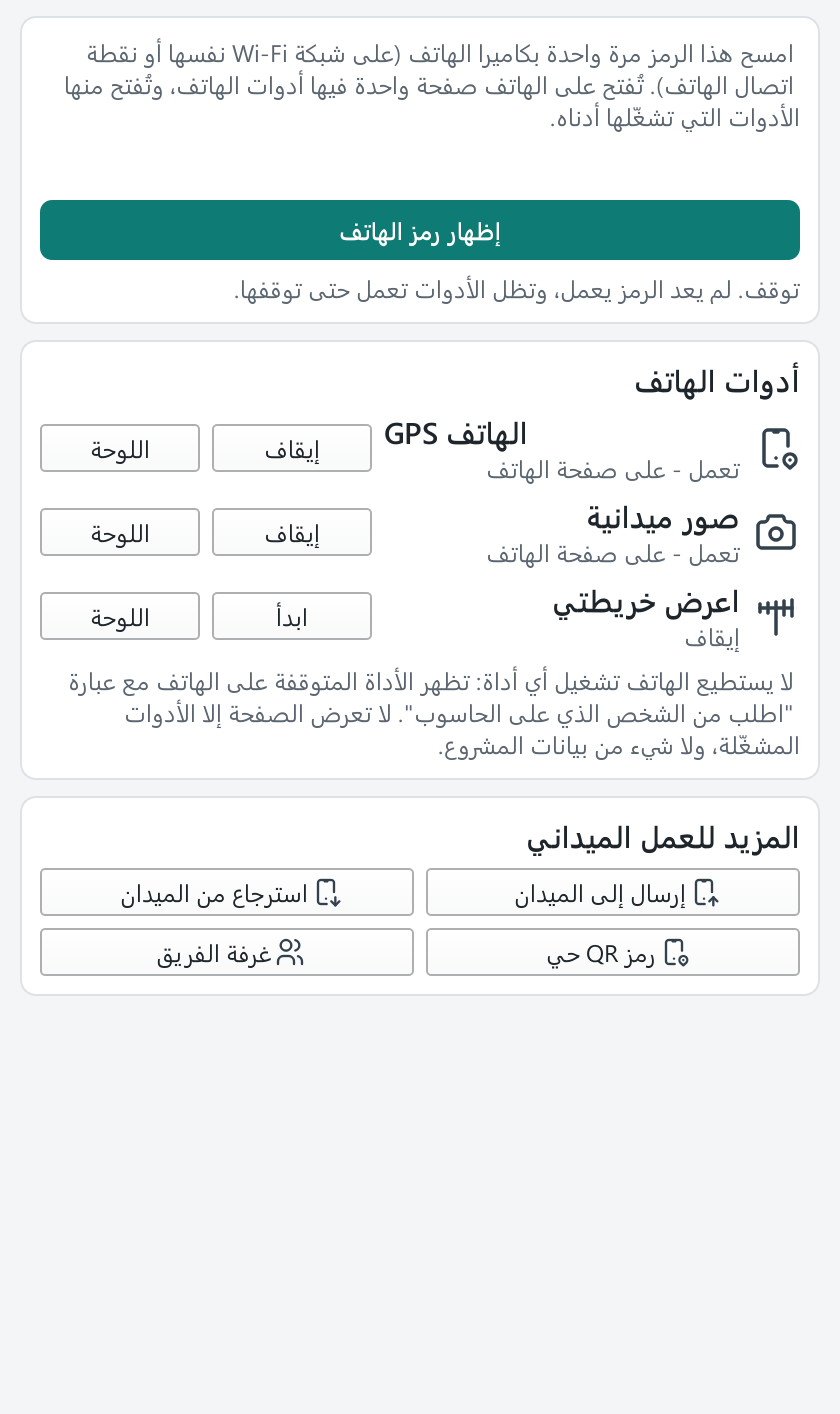 امسح هذا الرمز مرة واحدة بكاميرا الهاتف (على شبكة Wi-Fi نفسها أو نقطة
اتصال الهاتف). تُفتح على الهاتف صفحة واحدة فيها أدوات الهاتف، وتُفتح منها
الأدوات التي تشغّلها أدناه.
إظهار رمز الهاتف
توقف. لم يعد الرمز يعمل، وتظل الأدوات تعمل حتى توقفها.
أدوات الهاتف
GPS الهاتف
تعمل - على صفحة الهاتف
إيقاف
اللوحة
صور ميدانية
تعمل - على صفحة الهاتف
إيقاف
اللوحة
اعرض خريطتي
إيقاف
ابدأ
اللوحة
لا يستطيع الهاتف تشغيل أي أداة: تظهر الأداة المتوقفة على الهاتف مع عبارة
"اطلب من الشخص الذي على الحاسوب". لا تعرض الصفحة إلا الأدوات
المشغّلة، ولا شيء من بيانات المشروع.
المزيد للعمل الميداني
إرسال إلى الميدان
استرجاع من الميدان
رمز QR حي
غرفة الفريق